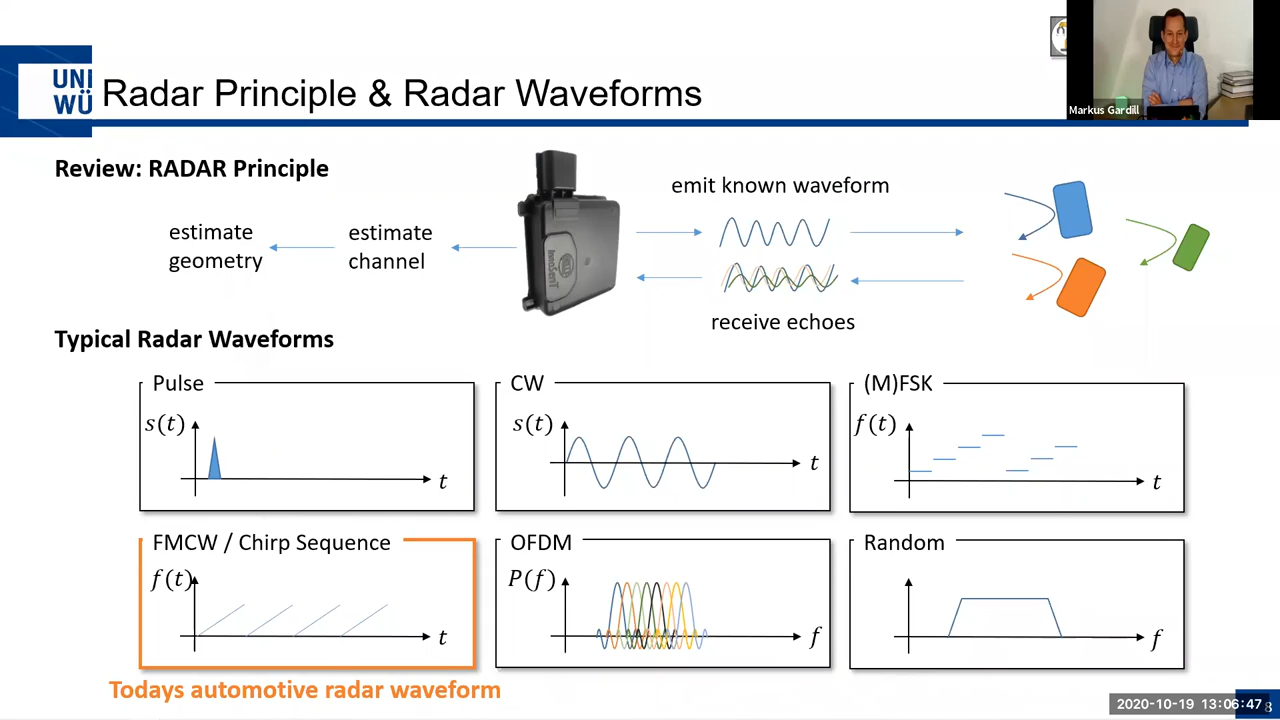 UNI
WÜ
Radar Principle & Radar Waveforms
Markus Gardill
Review: RADAR Principle
emit known waveform
estimate
geometry
estimate
channel
InnoSenT
receive echoes
Typical Radar Waveforms
Pulse
s(t)
t
CW
s(t)
t
(M)FSK
f(t)
t
FMCW / Chirp Sequence
f(t)
t
OFDM
P(f)
f
Random
f
Todays automotive radar waveform
2020-10-19 13:06:47
8